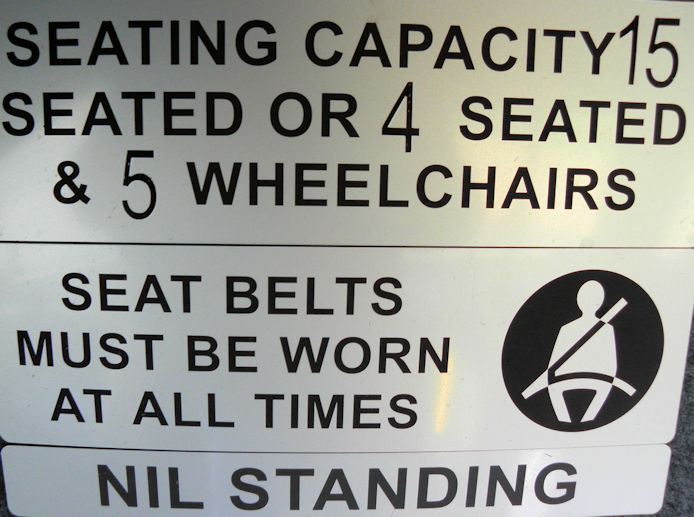 SEATING CAPACITY 15
SEATED OR 4 SEATED
& 5 WHEELCHAIRS
SEAT BELTS
MUST BE WORN
AT ALL TIMES
NIL STANDING